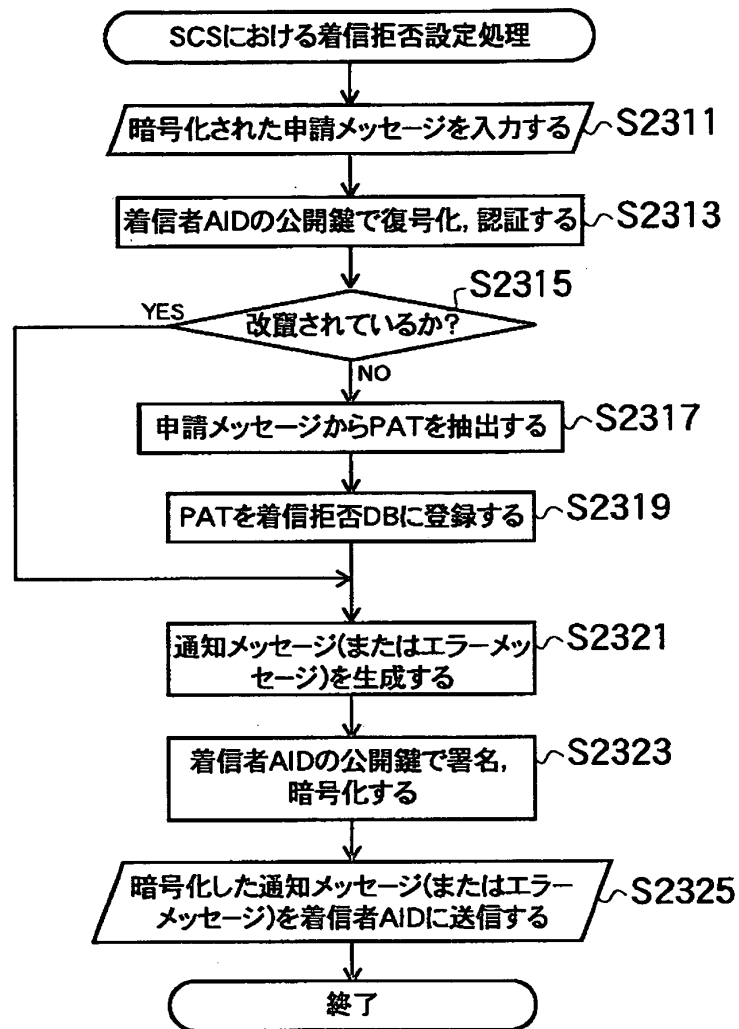 SCSにおける着信拒否設定処理
暗号化された申請メッセージを入力する
S2311
着信者AIDの公開鍵で復号化, 認証する
S2313
S2315
YES
改竄されているか?
NO
申請メッセージからPATを抽出する
S2317
PATを着信拒否DBに登録する
S2319
通知メッセージ(またはエラーメッ
セージ)を生成する
S2321
着信者AIDの公開鍵で署名,
暗号化する
S2323
暗号化した通知メッセージ(またはエラー
メッセージ)を着信者AIDに送信する
S2325
終了